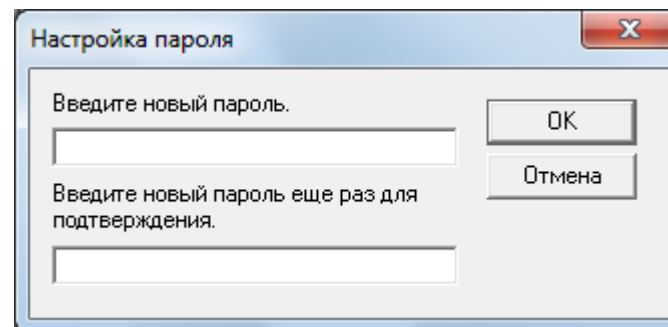 Настройка пароля
Введите новый пароль.
OK
Отмена
Введите новый пароль еще раз для
подтверждения.